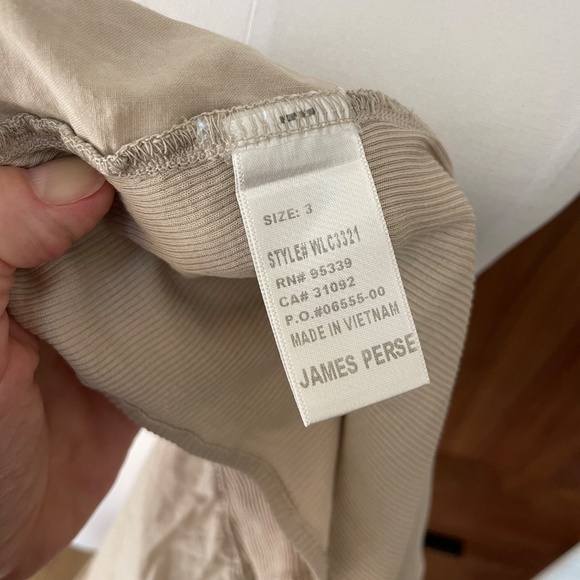 SIZE: 3
STYLE# WLC3321
RN# 95339
CA# 31092
P.O.#06555-00
MADE IN VIETNAM
JAMES PERSE